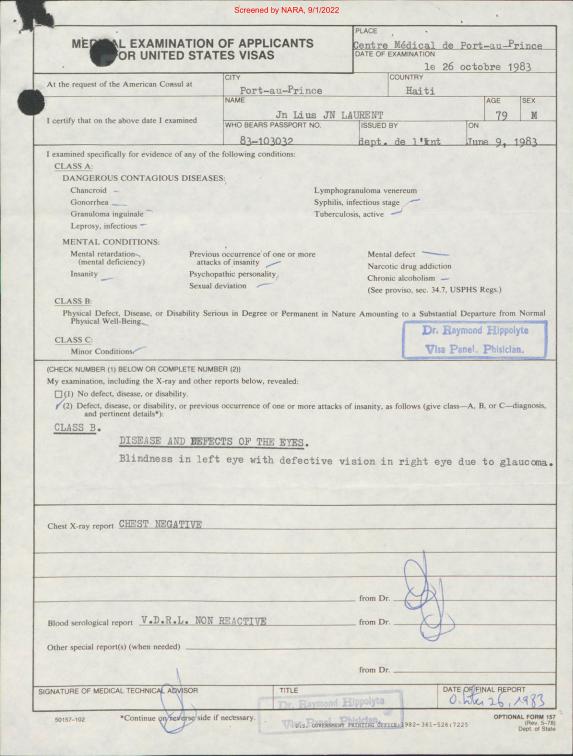 Screened by NARA, 9/1/2022
MEDICAL EXAMINATION OF APPLICANTS
FOR UNITED STATES VISAS
PLACE
Centre Médical de Port-au-Prince
DATE OF EXAMINATION
le 26 octobre 1983
At the request of the American Consul at
CITY
Port-au-Prince
COUNTRY
Haiti
I certify that on the above date I examined
NAME
Jn Lius JN LAURENT
AGE
79
SEX
M
WHO BEARS PASSPORT NO.
83-103032
ISSUED BY
dept. de l'Int
ON
June 9, 1983
I examined specifically for evidence of any of the following conditions:
CLASS A:
DANGEROUS CONTAGIOUS DISEASES:
Chancroid
Gonorrhea
Granuloma inguinale
Leprosy, infectious
Lymphogranuloma venereum
Syphilis, infectious stage
Tuberculosis, active
MENTAL CONDITIONS:
Mental retardation
(mental deficiency)
Insanity
Previous occurrence of one or more
attacks of insanity
Psychopathic personality
Sexual deviation
Mental defect
Narcotic drug addiction
Chronic alcoholism
(See proviso, sec. 34.7, USPHS Regs.)
CLASS B:
Physical Defect, Disease, or Disability Serious in Degree or Permanent in Nature Amounting to a Substantial Departure from Normal
Physical Well-Being
CLASS C:
Minor Conditions
Dr. Raymond Hippolyte
Visa Panel. Phisician.
(CHECK NUMBER (1) BELOW OR COMPLETE NUMBER (2))
My examination, including the X-ray and other reports below, revealed:
(1) No defect, disease, or disability.
(2) Defect, disease, or disability, or previous occurrence of one or more attacks of insanity, as follows (give class—A, B, or C—diagnosis,
and pertinent details*):
CLASS B.
DISEASE AND DEFECTS OF THE EYES.
Blindness in left eye with defective vision in right eye due to glaucoma.
Chest X-ray report CHEST NEGATIVE
from Dr.
Blood serological report V.D.R.L. NON REACTIVE
from Dr.
Other special report(s) (when needed)
from Dr.
SIGNATURE OF MEDICAL TECHNICAL ADVISOR
TITLE
Dr. Raymond Hippolyte
Visa Panel. Phisician.
DATE OF FINAL REPORT
26, 1983
50157-102
*Continue on reverse side if necessary.
U.S. GOVERNMENT PRINTING OFFICE: 1982-361-526:7225
OPTIONAL FORM 157
(Rev. 5-78)
Dept. of State